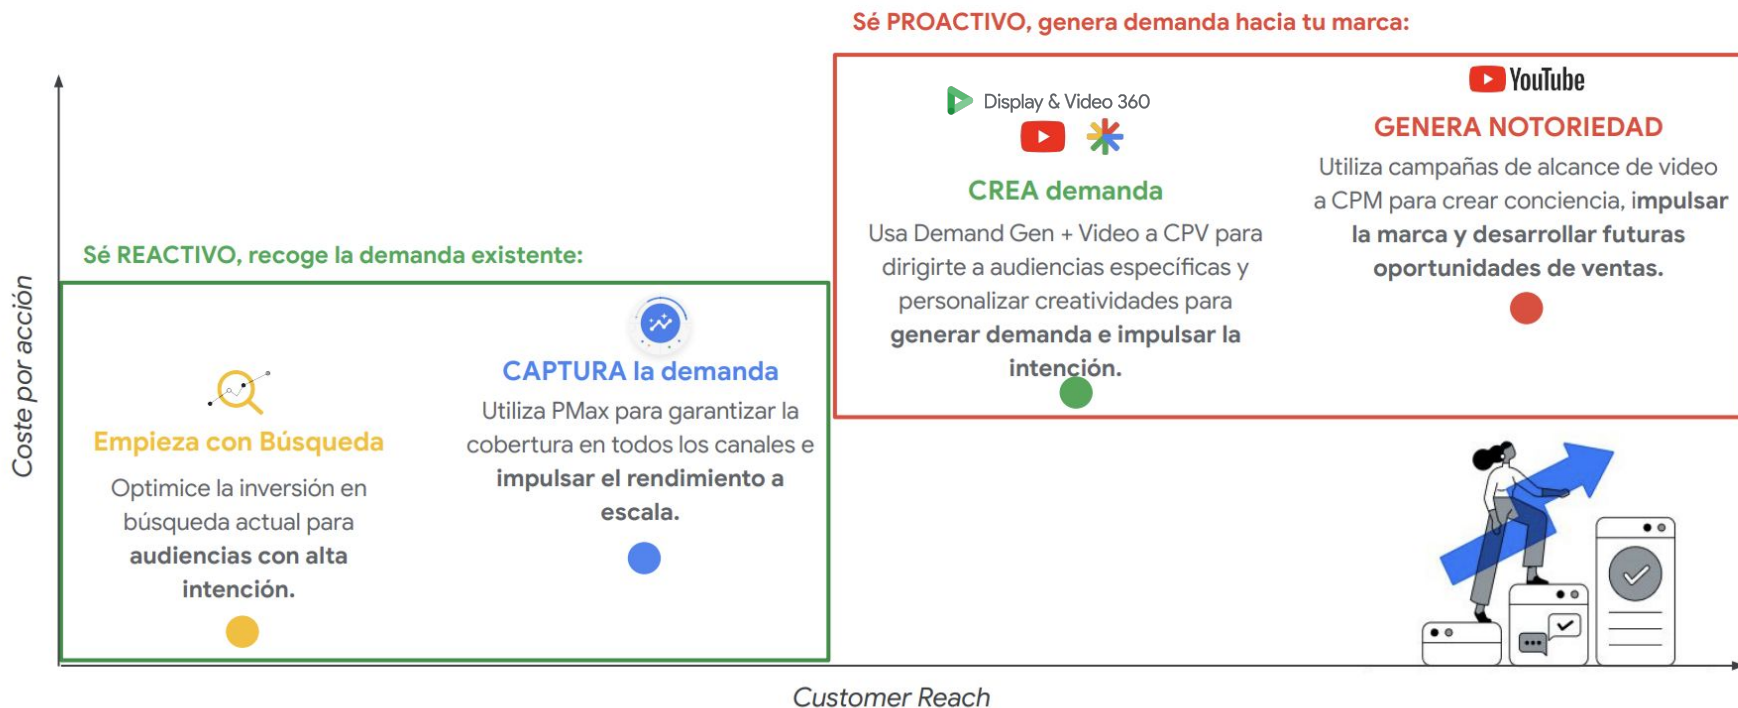 Sé PROACTIVO, genera demanda hacia tu marca:
Display & Video 360
YouTube
GENERA NOTORIEDAD
Utiliza campañas de alcance de video
a CPM para crear conciencia, impulsar
la marca y desarrollar futuras
oportunidades de ventas.
CREA demanda
Usa Demand Gen + Video a CPV para
dirigirte a audiencias específicas y
personalizar creatividades para
generar demanda e impulsar la
intención.
Sé REACTIVO, recoge la demanda existente:
Empieza con Búsqueda
Optimice la inversión en
búsqueda actual para
audiencias con alta
intención.
CAPTURA la demanda
Utiliza PMax para garantizar la
cobertura en todos los canales e
impulsar el rendimiento a
escala.
Coste por acción
Customer Reach